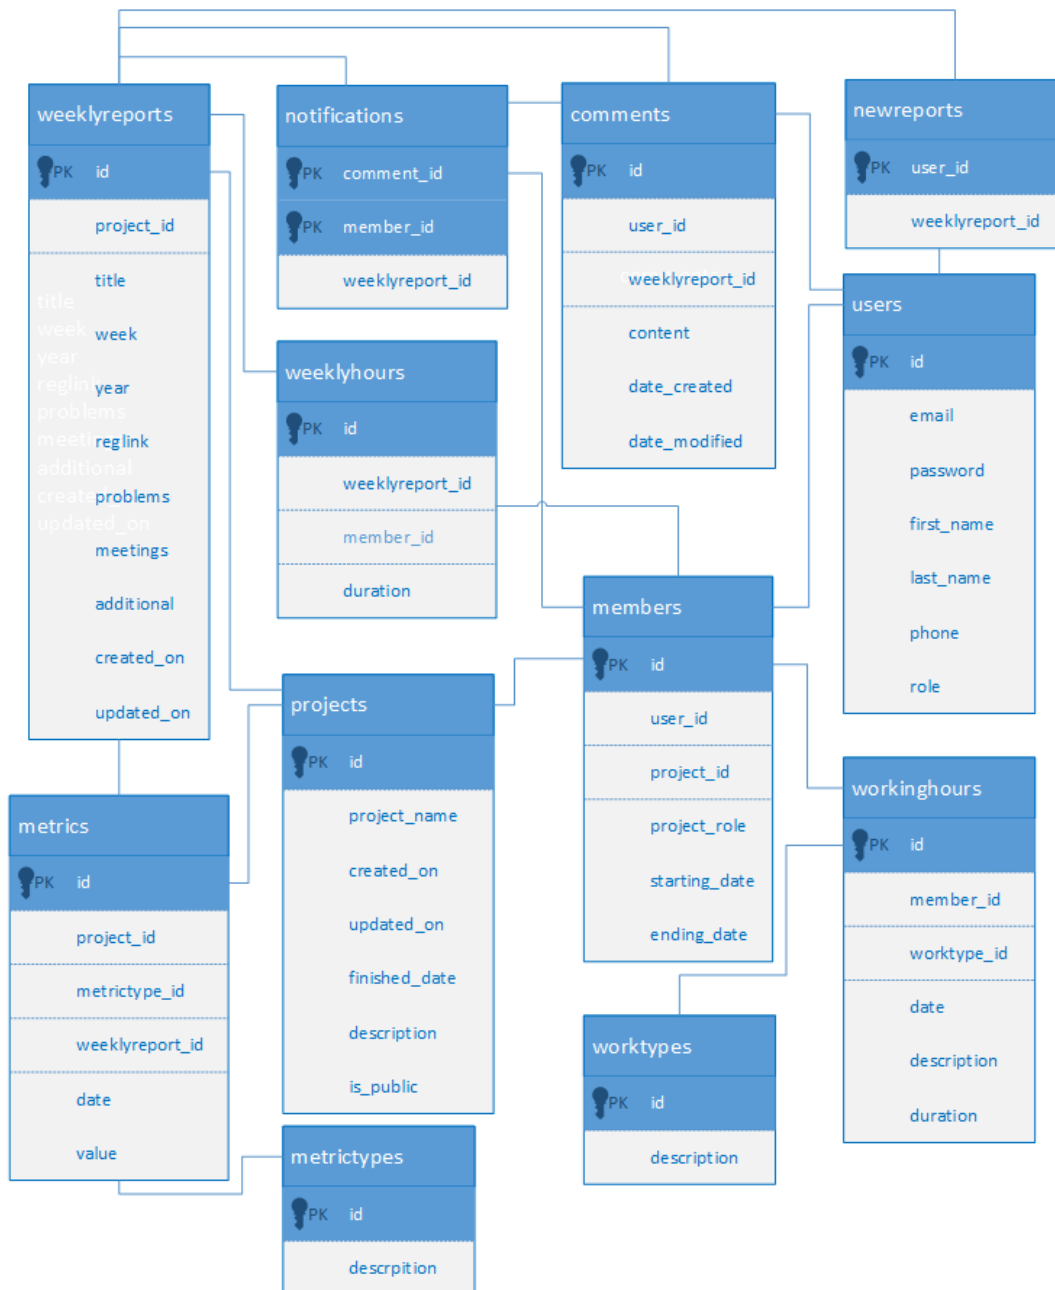 weeklyreports
PK id
project_id
title
week
year
reglink
problems
meetings
additional
created_on
updated_on
title
week
year
reglink
problems
meetings
additional
created_on
updated_on
notifications
PK comment_id
PK member_id
weeklyreport_id
comments
PK id
user_id
weeklyreport_id
content
date_created
date_modified
newreports
PK user_id
weeklyreport_id
users
PK id
email
password
first_name
last_name
phone
role
weeklyhours
PK id
weeklyreport_id
member_id
duration
members
PK id
user_id
project_id
project_role
starting_date
ending_date
projects
PK id
project_name
created_on
updated_on
finished_date
description
is_public
metrics
PK id
project_id
metrictype_id
weeklyreport_id
date
value
workinghours
PK id
member_id
worktype_id
date
description
duration
worktypes
PK id
description
metrictypes
PK id
descrpition